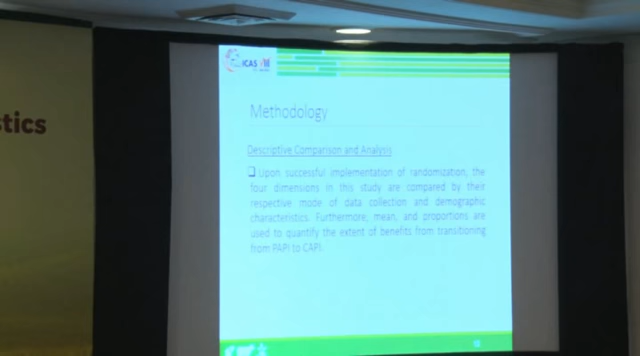 tics
ICAS
Methodology
Descriptive Comparison and Analysis
Upon successful implementation of randomization, the
four dimensions in this study are compared by their
respective mode of data collection and demographic
characteristics. Furthermore, mean, and proportions are
used to quantify the extent of benefits from transitioning
from PAPI to CAPI.